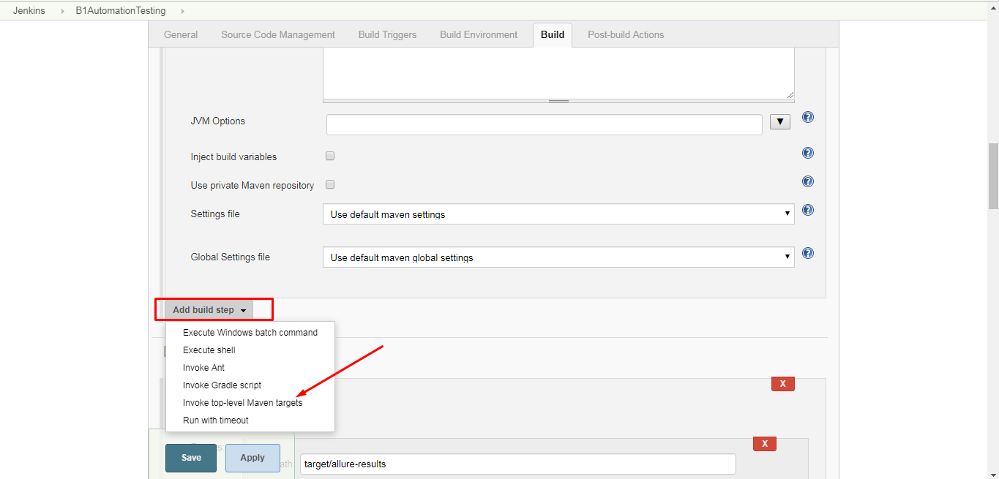 Jenkins B1AutomationTesting
General Source Code Management Build Triggers Build Environment Build Post-build Actions
JVM Options
Inject build variables
Use private Maven repository
Settings file Use default maven settings
Global Settings file Use default maven global settings
Add build step
Execute Windows batch command
Execute shell
Invoke Ant
Invoke Gradle script
X
Invoke top-level Maven targets
Run with timeout
X
Save Apply target/allure-results